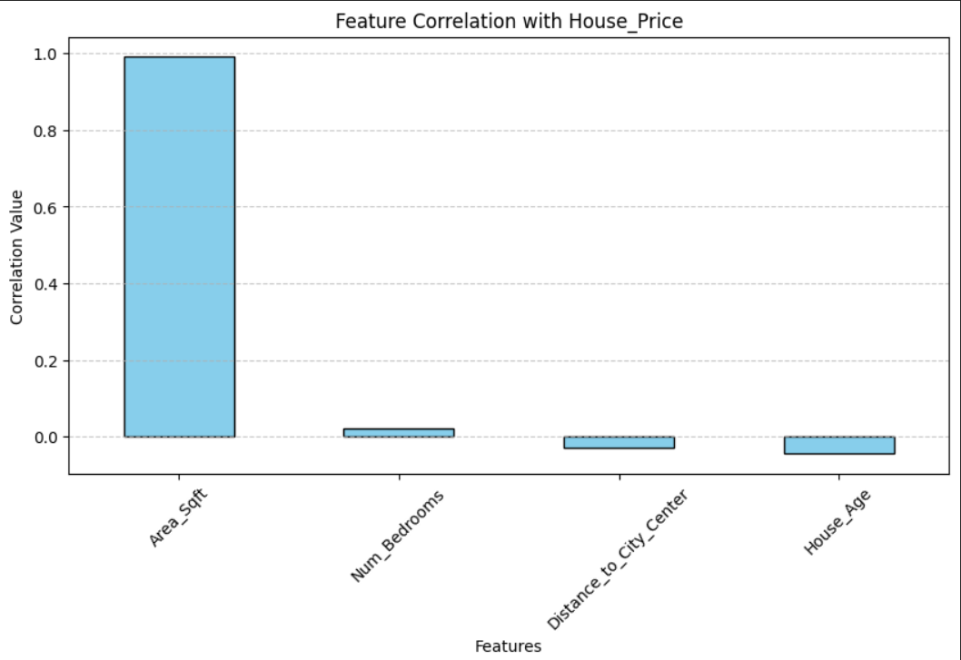 Feature Correlation with House_Price
Correlation Value
1.0
0.8
0.6
0.4
0.2
0.0
Area_Sqft
Num_Bedrooms
Distance_to_City_Center
House_Age
Features